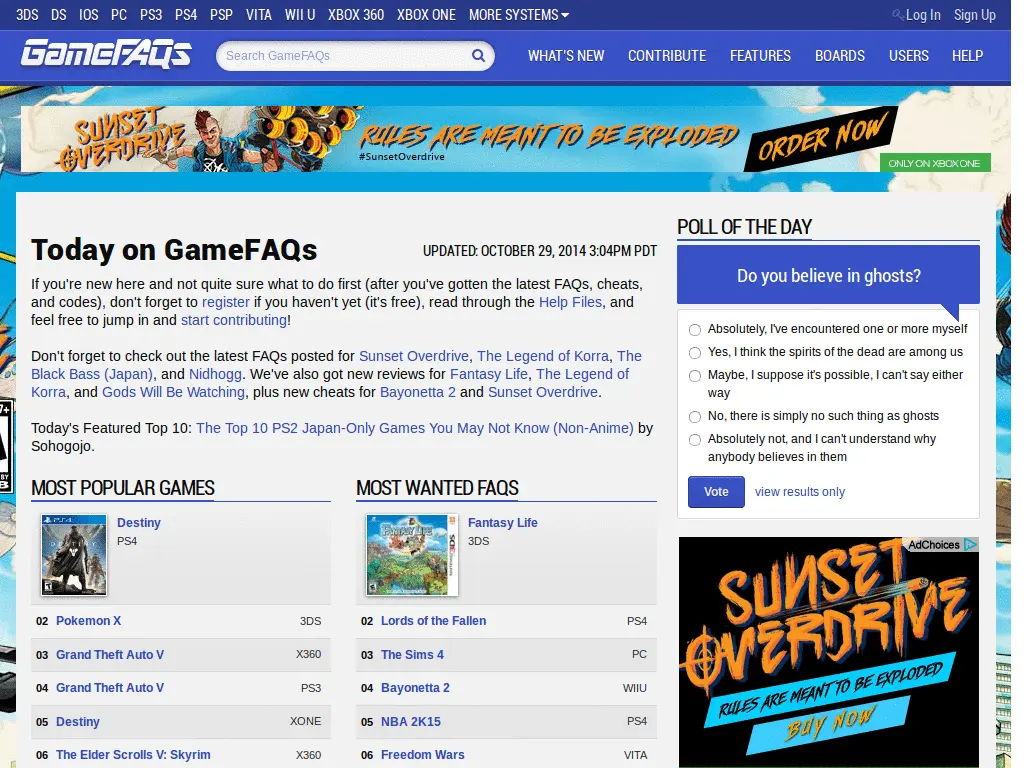 3DS DS IOS PC PS3 PS4 PSP VITA WII U XBOX 360 XBOX ONE MORE SYSTEMS
Log In Sign Up
GameFAQs
Search GameFAQs
WHAT'S NEW CONTRIBUTE FEATURES BOARDS USERS HELP
SUNSET OVERDRIVE
RULES ARE MEANT TO BE EXPLODED
#SunsetOverdrive
ORDER NOW
ONLY ON XBOX ONE
Today on GameFAQs
UPDATED: OCTOBER 29, 2014 3:04PM PDT
If you're new here and not quite sure what to do first (after you've gotten the latest FAQs, cheats,
and codes), don't forget to register if you haven't yet (it's free), read through the Help Files, and
feel free to jump in and start contributing!
Don't forget to check out the latest FAQs posted for Sunset Overdrive, The Legend of Korra, The
Black Bass (Japan), and Nidhogg. We've also got new reviews for Fantasy Life, The Legend of
Korra, and Gods Will Be Watching, plus new cheats for Bayonetta 2 and Sunset Overdrive.
Today's Featured Top 10: The Top 10 PS2 Japan-Only Games You May Not Know (Non-Anime) by
Sohogojo.
MOST POPULAR GAMES
PS4
DESTINY
Destiny
PS4
02 Pokemon X 3DS
03 Grand Theft Auto V X360
04 Grand Theft Auto V PS3
05 Destiny XONE
06 The Elder Scrolls V: Skyrim X360
MOST WANTED FAQS
FANTASY LIFE
3DS
Fantasy Life
3DS
02 Lords of the Fallen PS4
03 The Sims 4 PC
04 Bayonetta 2 WIIU
05 NBA 2K15 PS4
06 Freedom Wars VITA
POLL OF THE DAY
Do you believe in ghosts?
Absolutely, I've encountered one or more myself
Yes, I think the spirits of the dead are among us
Maybe, I suppose it's possible, I can't say either
way
No, there is simply no such thing as ghosts
Absolutely not, and I can't understand why
anybody believes in them
Vote view results only
AdChoices
SUNSET
OVERDRIVE
RULES ARE MEANT TO BE EXPLODED
BUY NOW